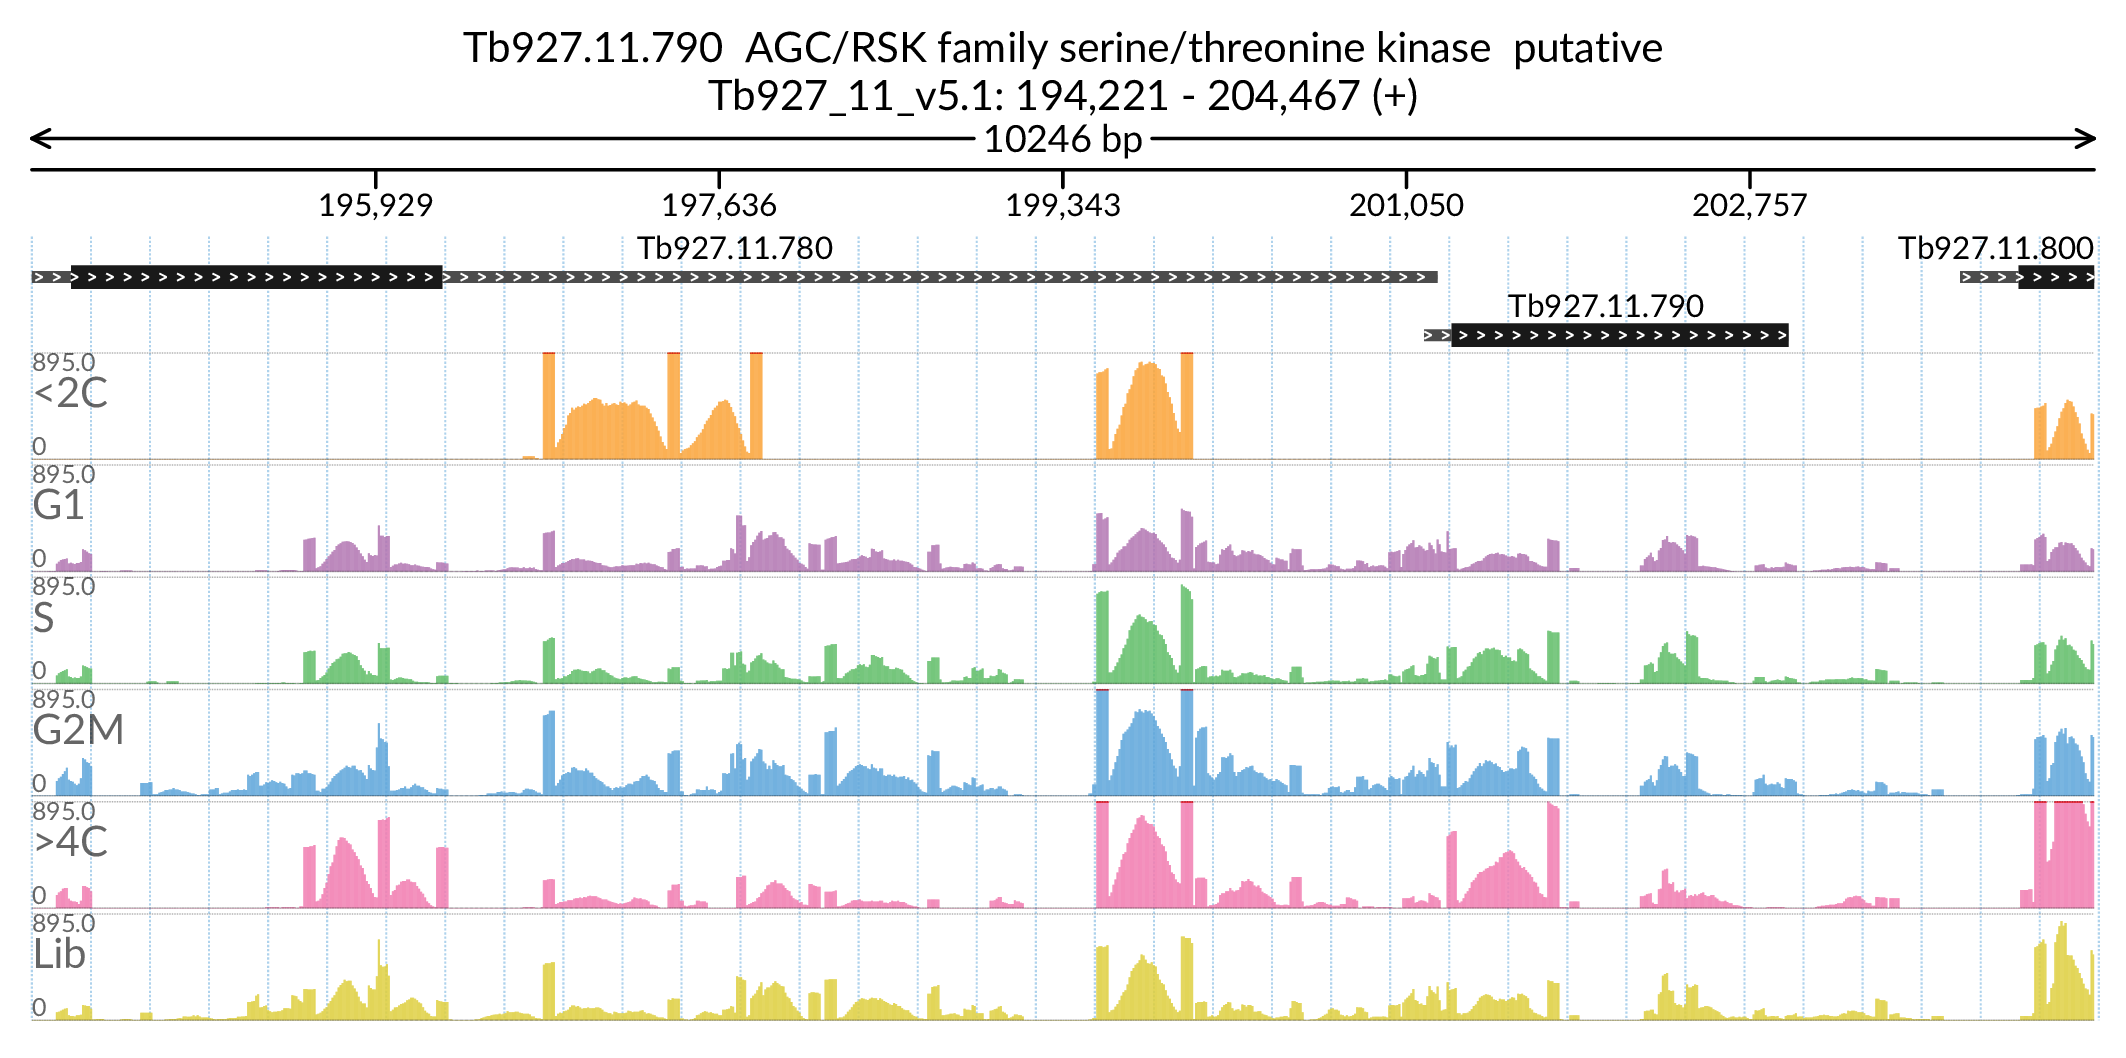 Tb927.11.790  AGC/RSK family serine/threonine kinase  putative
Tb927_11_v5.1: 194,221 - 204,467 (+)
10246 bp
195,929 197,636 199,343 201,050 202,757
Tb927.11.780 Tb927.11.800
Tb927.11.790
895.0
<2C
0
895.0
G1
0
895.0
S
0
895.0
G2M
0
895.0
>4C
0
895.0
Lib
0